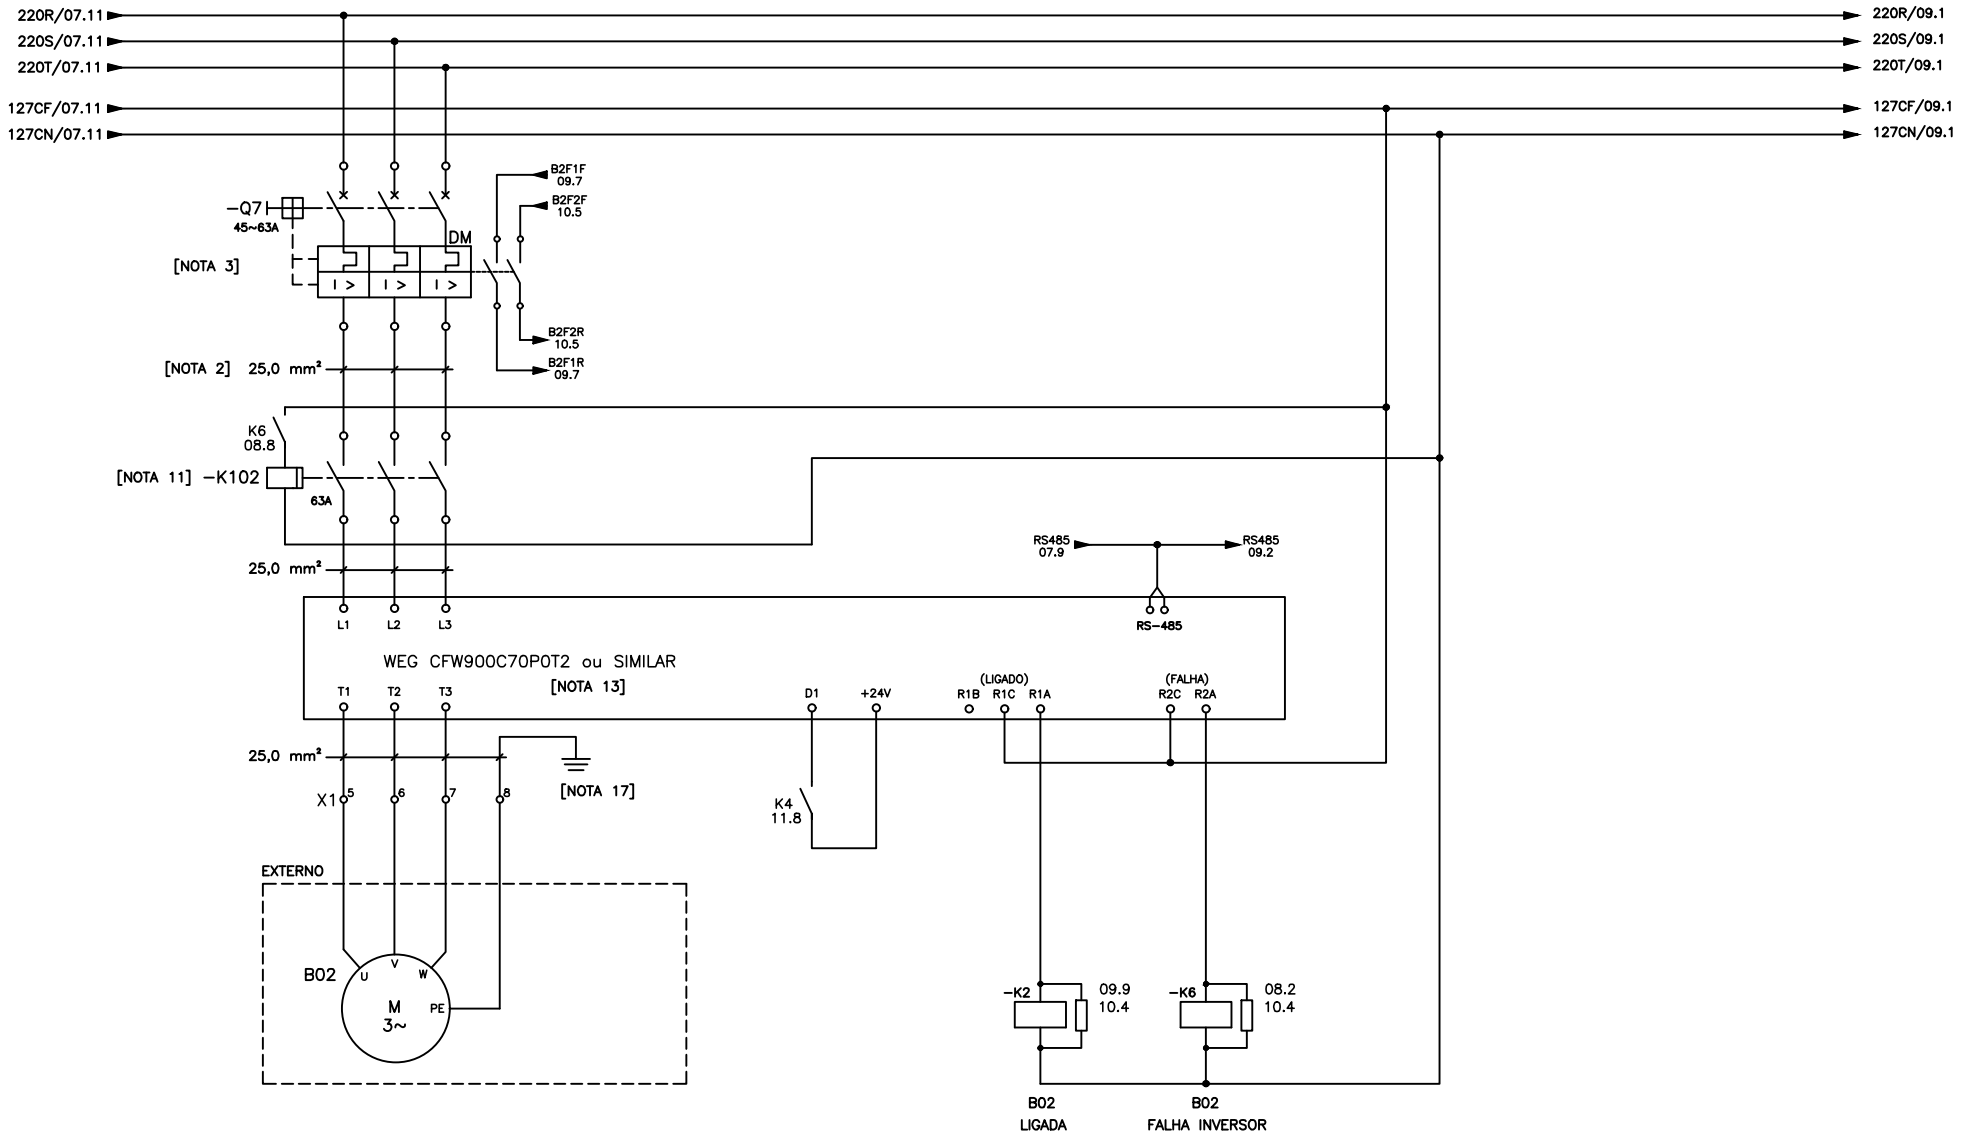 220R/07.11
220R/09.1
220S/07.11
220S/09.1
220T/07.11
220T/09.1
127CF/07.11
127CF/09.1
127CN/07.11
127CN/09.1
B2F1F
09.7
B2F2F
10.5
-Q7
45~63A
DM
[NOTA 3]
I >
I >
I >
B2F2R
10.5
B2F1R
09.7
[NOTA 2] 25,0 mm²
K6
08.8
[NOTA 11] -K102
63A
RS485
07.9
RS485
09.2
25,0 mm²
L1
L2
L3
RS-485
WEG CFW900C70P0T2 ou SIMILAR
[NOTA 13]
T1
T2
T3
D1
+24V
(LIGADO)
R1B
R1C
R1A
(FALHA)
R2C
R2A
25,0 mm²
[NOTA 17]
X1
5
6
7
8
K4
11.8
EXTERNO
B02
U
V
W
M
3~
PE
-K2
09.9
10.4
-K6
08.2
10.4
B02
LIGADA
B02
FALHA INVERSOR